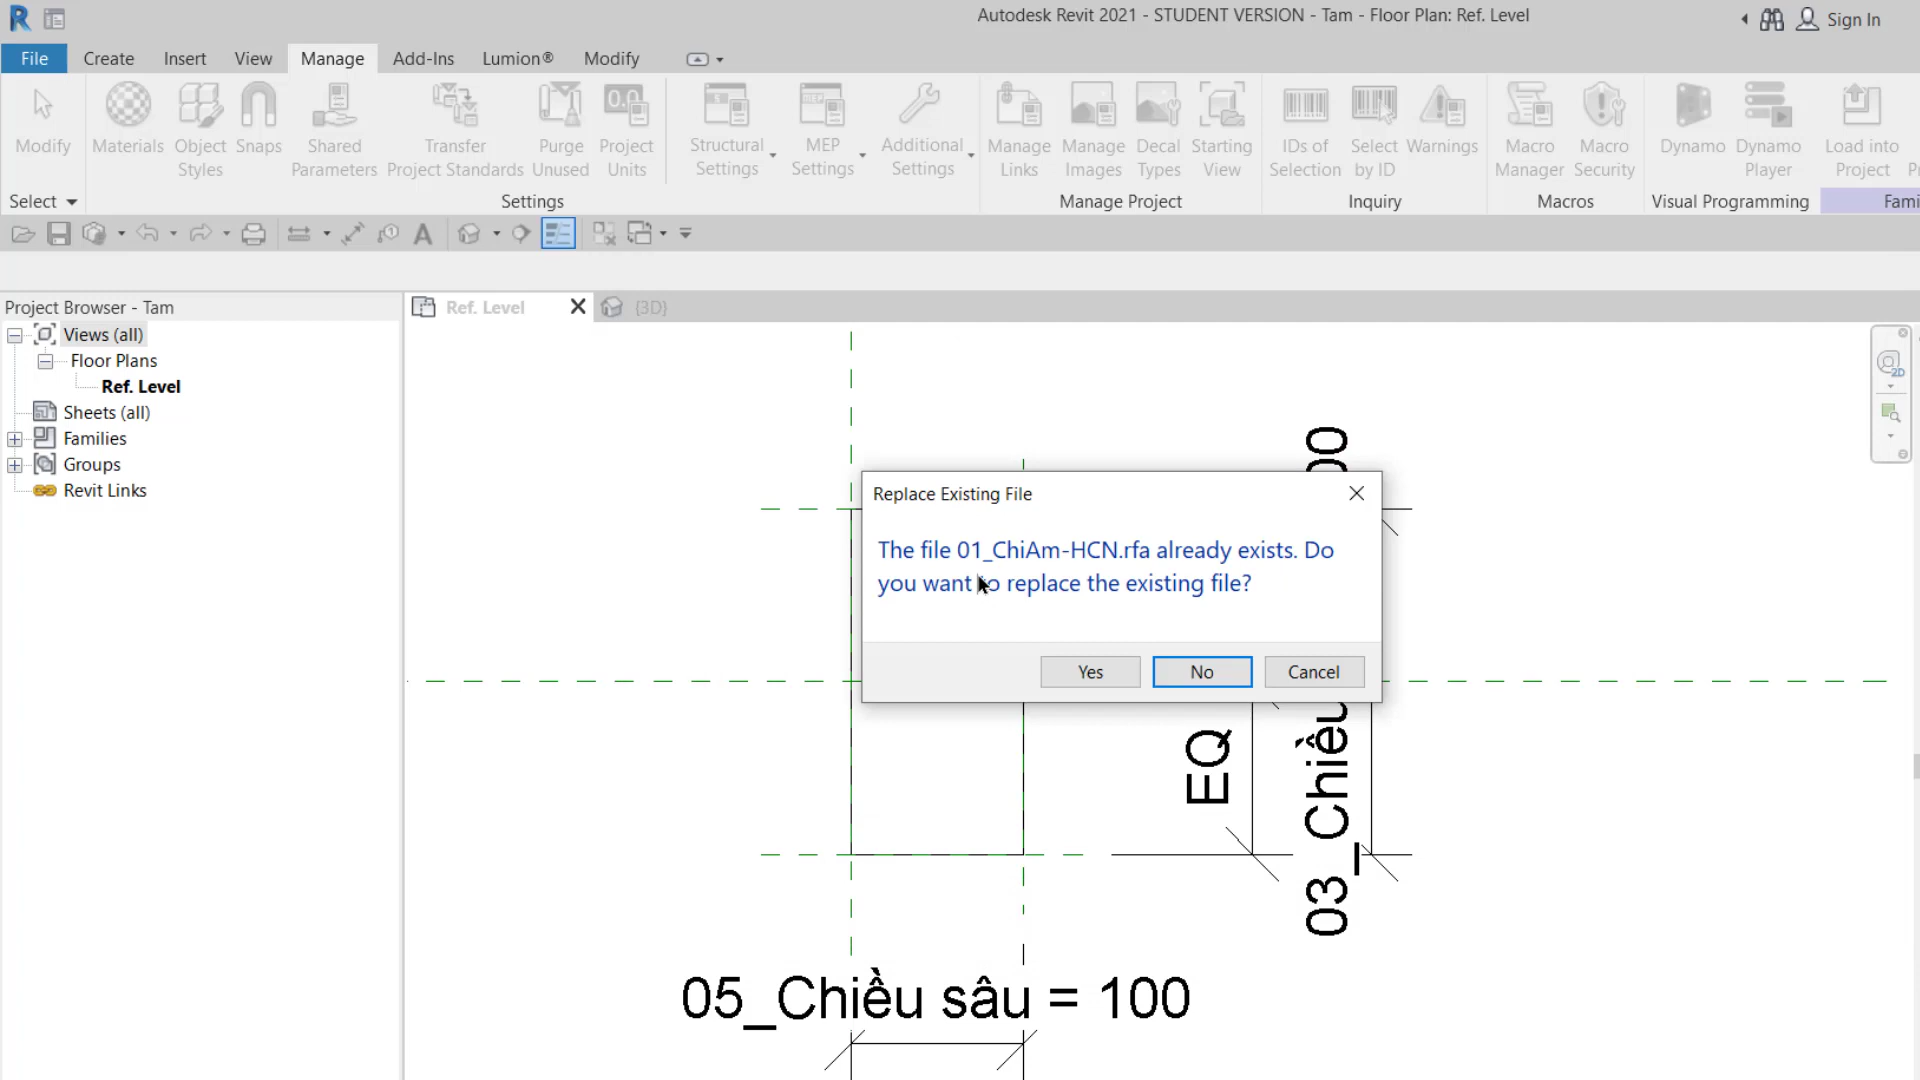 Autodesk Revit 2021 - STUDENT VERSION - Tam - Floor Plan: Ref. Level
Sign In
File Create Insert View Manage Add-Ins Lumion® Modify
Modify
Materials
Object Styles
Snaps
Shared Parameters
Transfer Project Standards
Purge Unused
Project Units
Structural Settings
MEP Settings
Additional Settings
Manage Links
Manage Images
Decal Types
Starting View
IDs of Selection
Select by ID
Warnings
Macro Manager
Macro Security
Dynamo
Dynamo Player
Load into Project
Select Settings Manage Project Inquiry Macros Visual Programming
Project Browser - Tam
Ref. Level
{3D}
Views (all)
Floor Plans
Ref. Level
Sheets (all)
Families
Groups
Revit Links
2D
Replace Existing File
The file 01_ChiAm-HCN.rfa already exists. Do
you want to replace the existing file?
Yes No Cancel
EQ
03_Chiều
00
05_Chiều sâu = 100